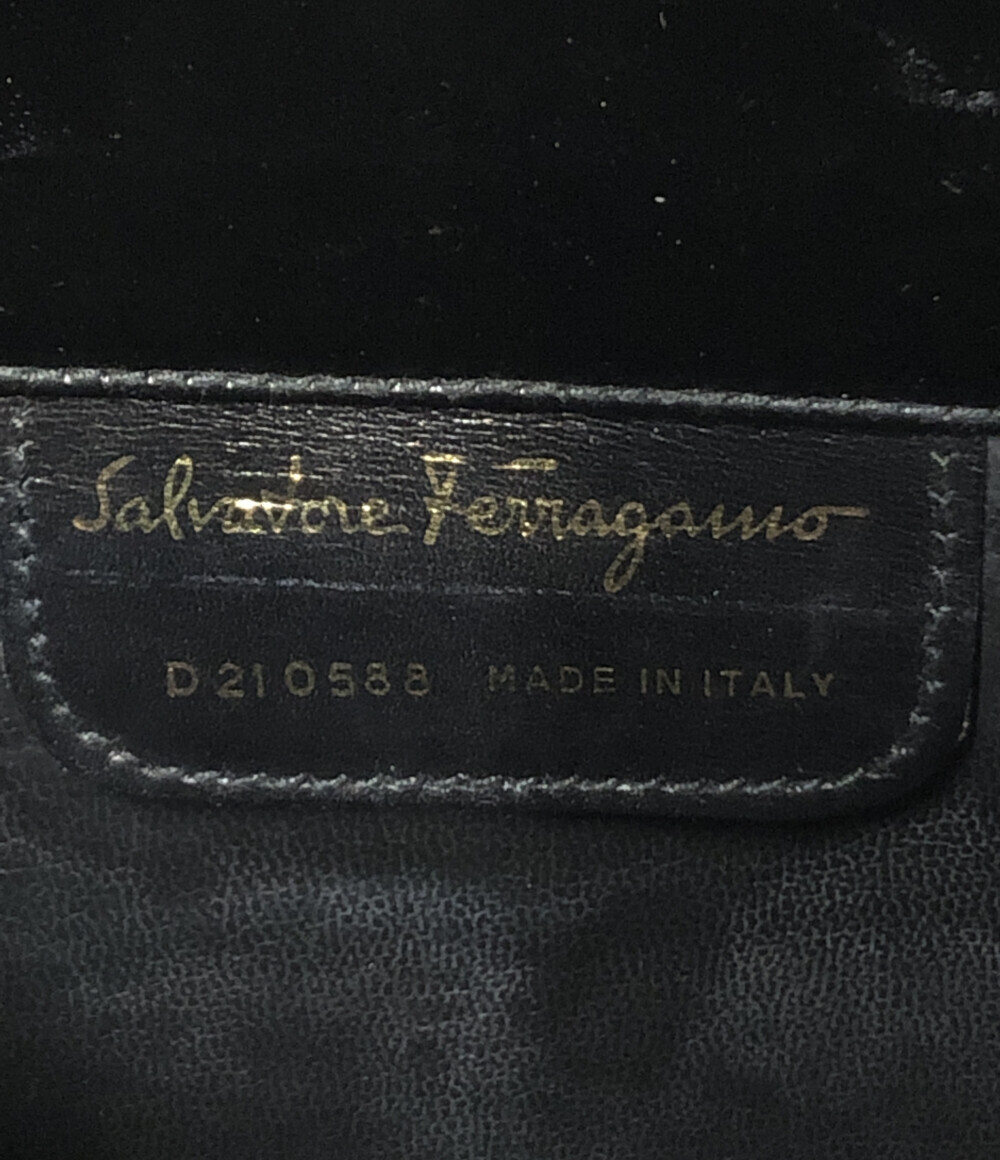 Salvatore Ferragamo
D210588 MADE IN ITALY